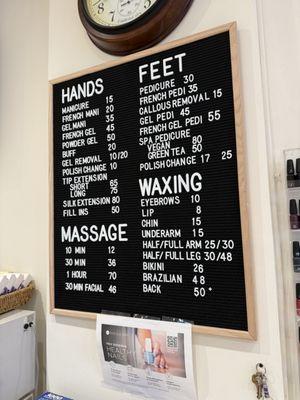 HANDS
MANICURE 15
FRENCH MANI 20
GEL MANI 35
FRENCH GEL 45
POWDER GEL 50
BUFF 20
GEL REMOVAL 10/20
POLISH CHANGE 10
TIP EXTENSION
SHORT 65
LONG 75
SILK EXTENSION 80
FILL INS 50
MASSAGE
10 MIN 12
30 MIN 36
1 HOUR 70
30 MIN FACIAL 46
FEET
PEDICURE 30
FRENCH PEDI 35
CALLOUS REMOVAL 15
GEL PEDI 45
FRENCH GEL PEDI 55
SPA PEDICURE
VEGAN 80
GREEN TEA 50
POLISH CHANGE 17 25
WAXING
EYEBROWS 10
LIP 8
CHIN 15
UNDERARM 15
HALF/FULL ARM 25/30
HALF/FULL LEG 30/48
BIKINI 26
BRAZILIAN 48
BACK 50+
HEALTHY
NAILS